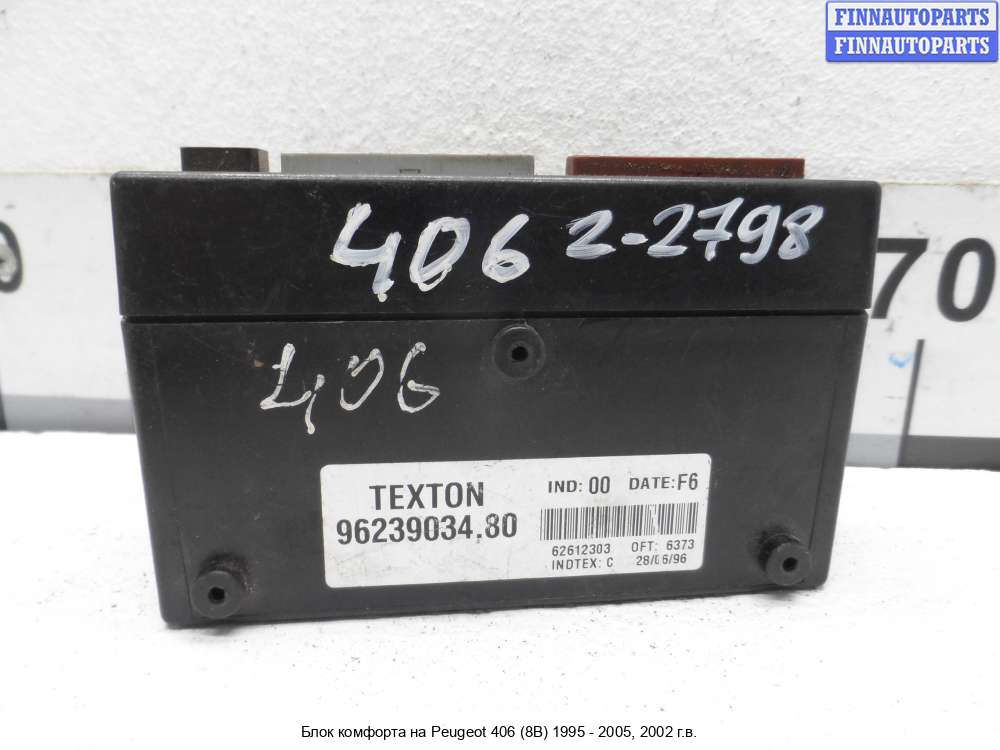 FINNAUTOPARTS
FINNAUTOPARTS
406 2-2798
70
406
TEXTON
96239034.80
IND: 00 DATE: F6
62612303 OFT: 6373
INDTEX: C 28/06/96
Блок комфорта на Peugeot 406 (8B) 1995 - 2005, 2002 г.в.